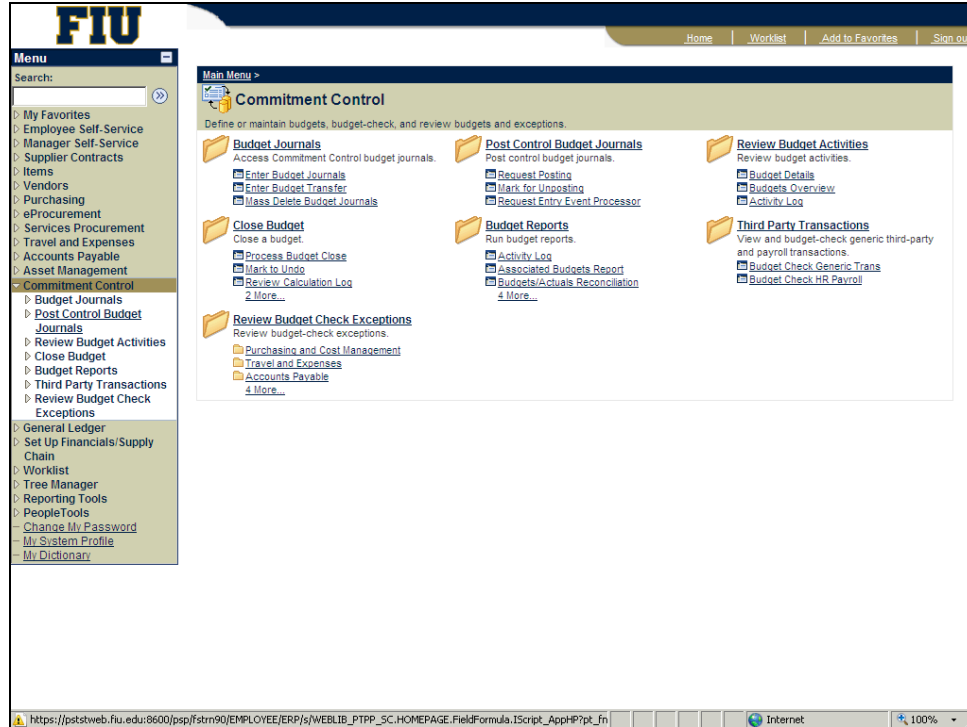 FIU
Home
Worklist
Add to Favorites
Sign ou
Menu
Search:
My Favorites
Employee Self-Service
Manager Self-Service
Supplier Contracts
Items
Vendors
Purchasing
eProcurement
Services Procurement
Travel and Expenses
Accounts Payable
Asset Management
Commitment Control
Budget Journals
Post Control Budget
Journals
Review Budget Activities
Close Budget
Budget Reports
Third Party Transactions
Review Budget Check
Exceptions
General Ledger
Set Up Financials/Supply
Chain
Worklist
Tree Manager
Reporting Tools
PeopleTools
Change My Password
My System Profile
My Dictionary
Main Menu >
Commitment Control
Define or maintain budgets, budget-check, and review budgets and exceptions.
Budget Journals
Access Commitment Control budget journals.
Enter Budget Journals
Enter Budget Transfer
Mass Delete Budget Journals
Post Control Budget Journals
Post control budget journals.
Request Posting
Mark for Unposting
Request Entry Event Processor
Review Budget Activities
Review budget activities.
Budget Details
Budgets Overview
Activity Log
Close Budget
Close a budget.
Process Budget Close
Mark to Undo
Review Calculation Log
2 More...
Budget Reports
Run budget reports.
Activity Log
Associated Budgets Report
Budgets/Actuals Reconciliation
4 More...
Third Party Transactions
View and budget-check generic third-party
and payroll transactions.
Budget Check Generic Trans
Budget Check HR Payroll
Review Budget Check Exceptions
Review budget-check exceptions.
Purchasing and Cost Management
Travel and Expenses
Accounts Payable
4 More...
https://pststweb.fiu.edu:8600/psp/fstrn90/EMPLOYEE/ERP/s/WEBLIB_PTPP_SC.HOMEPAGE.FieldFormula.IScript_AppHP?pt_fn
Internet
100%